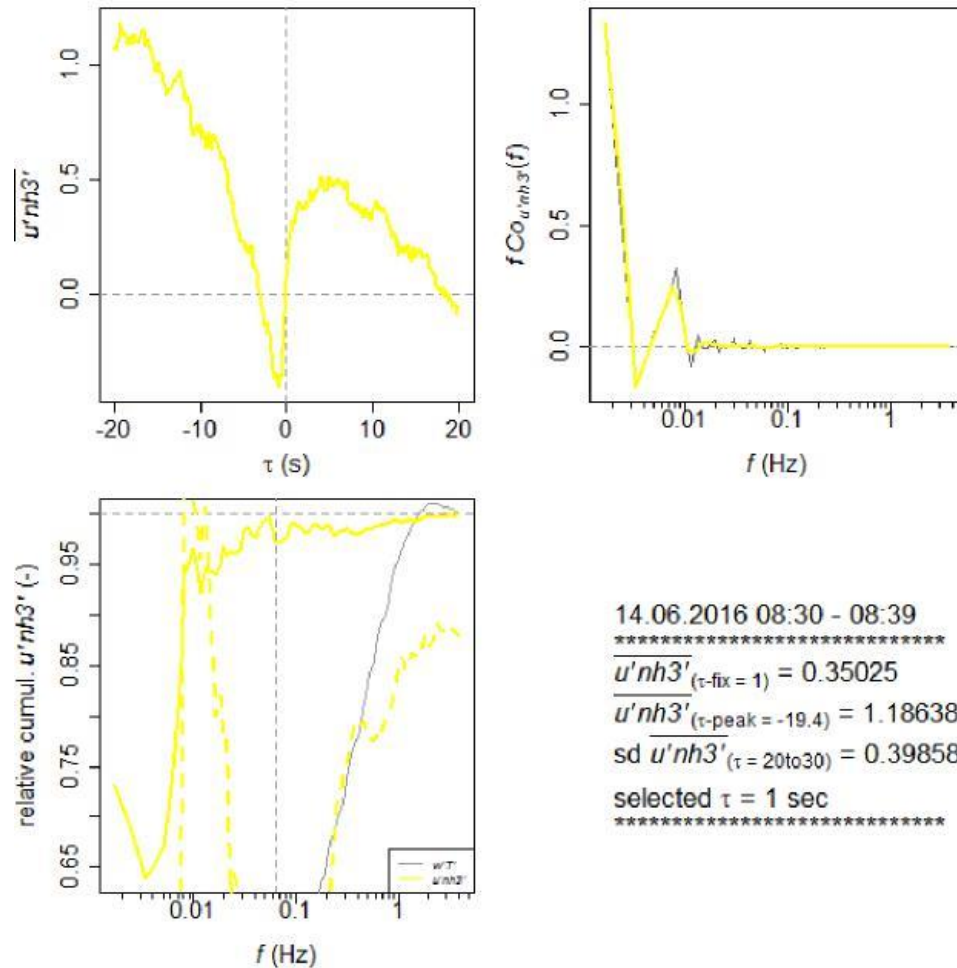 u'nh3'
0.0 0.5 1.0
-20 -10 0 10 20
τ (s)
f Co u'nh3' (f)
0.0 0.5 1.0
0.01 0.1 1
f (Hz)
relative cumul. u'nh3' (-)
0.65 0.75 0.85 0.95
0.01 0.1 1
f (Hz)
w'T'
u'nh3'
14.06.2016 08:30 - 08:39
*****************************
u'nh3' (τ-fix = 1) = 0.35025
u'nh3' (τ-peak = -19.4) = 1.18638
sd u'nh3' (τ = 20to30) = 0.39858
selected τ = 1 sec
*****************************